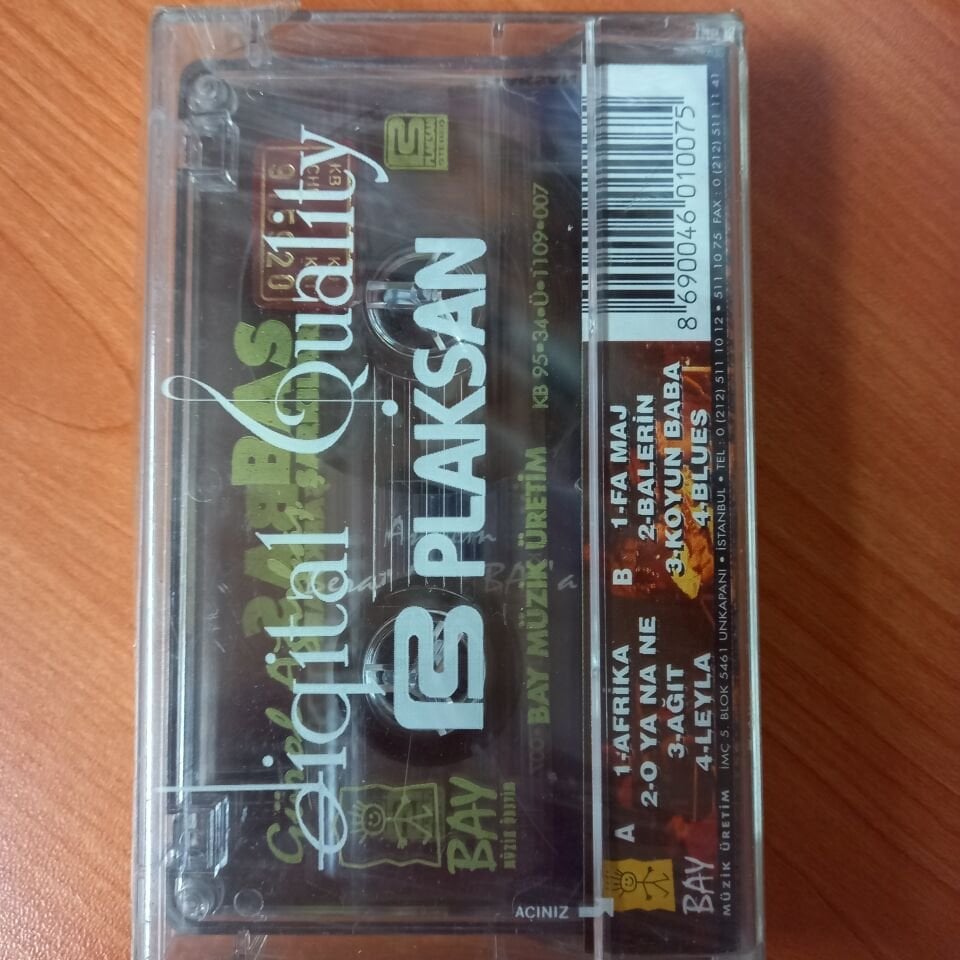 Digital Quality
PLAKSAN
BAS
BAY MÜZİK ÜRETİM
KB 95•34•Ü•1109•007
BAY
MÜZİK ÜRETİM
STEREO
AÇINIZ
A
1-AFRİKA
2-O YA NA NE
3-AĞIT
4-LEYLA
B
1-FA MAJ
2-BALERİN
3-KOYUN BABA
4-BLUES
8 690046 010075
BAY
MÜZİK ÜRETİM İMÇ 5. BLOK 5461 UNKAPANI • İSTANBUL • TEL : 0 (212) 511 10 12 • 511 10 75 FAX : 0 (212) 511 11 41